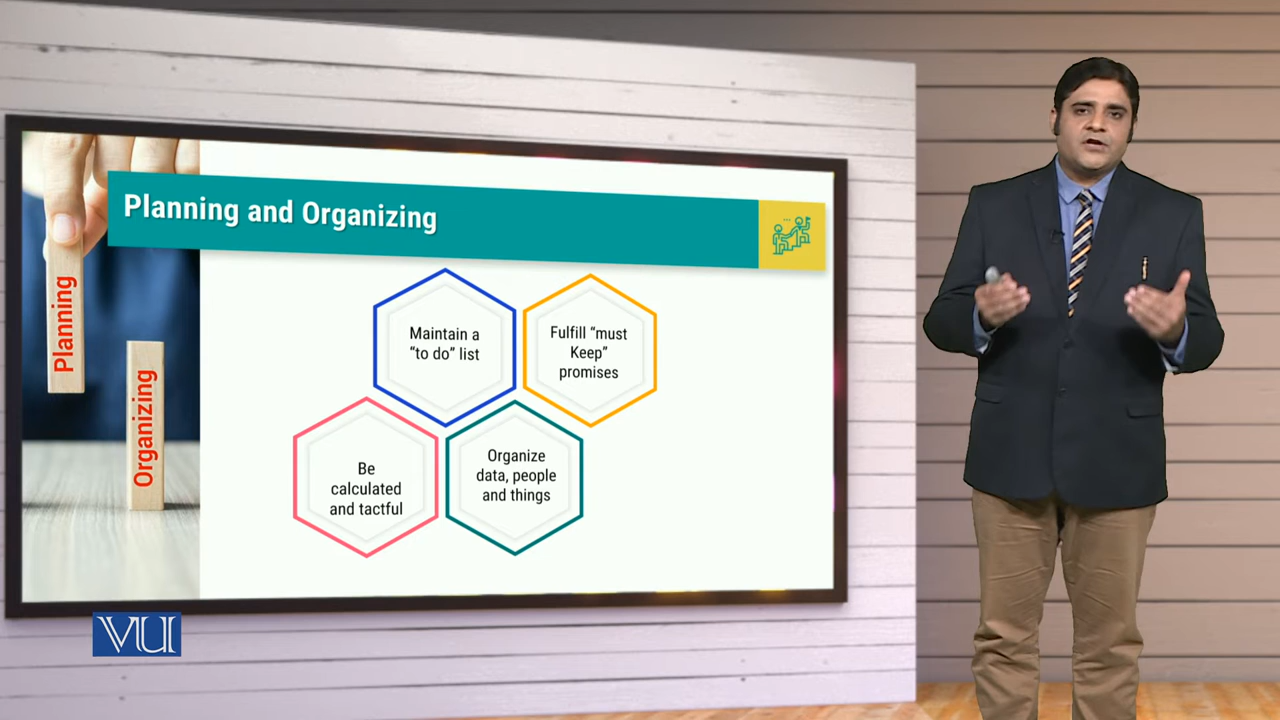 Planning and Organizing
Planning
Organizing
Maintain a
"to do" list
Fulfill "must
Keep"
promises
Be
calculated
and tactful
Organize
data, people
and things
VU